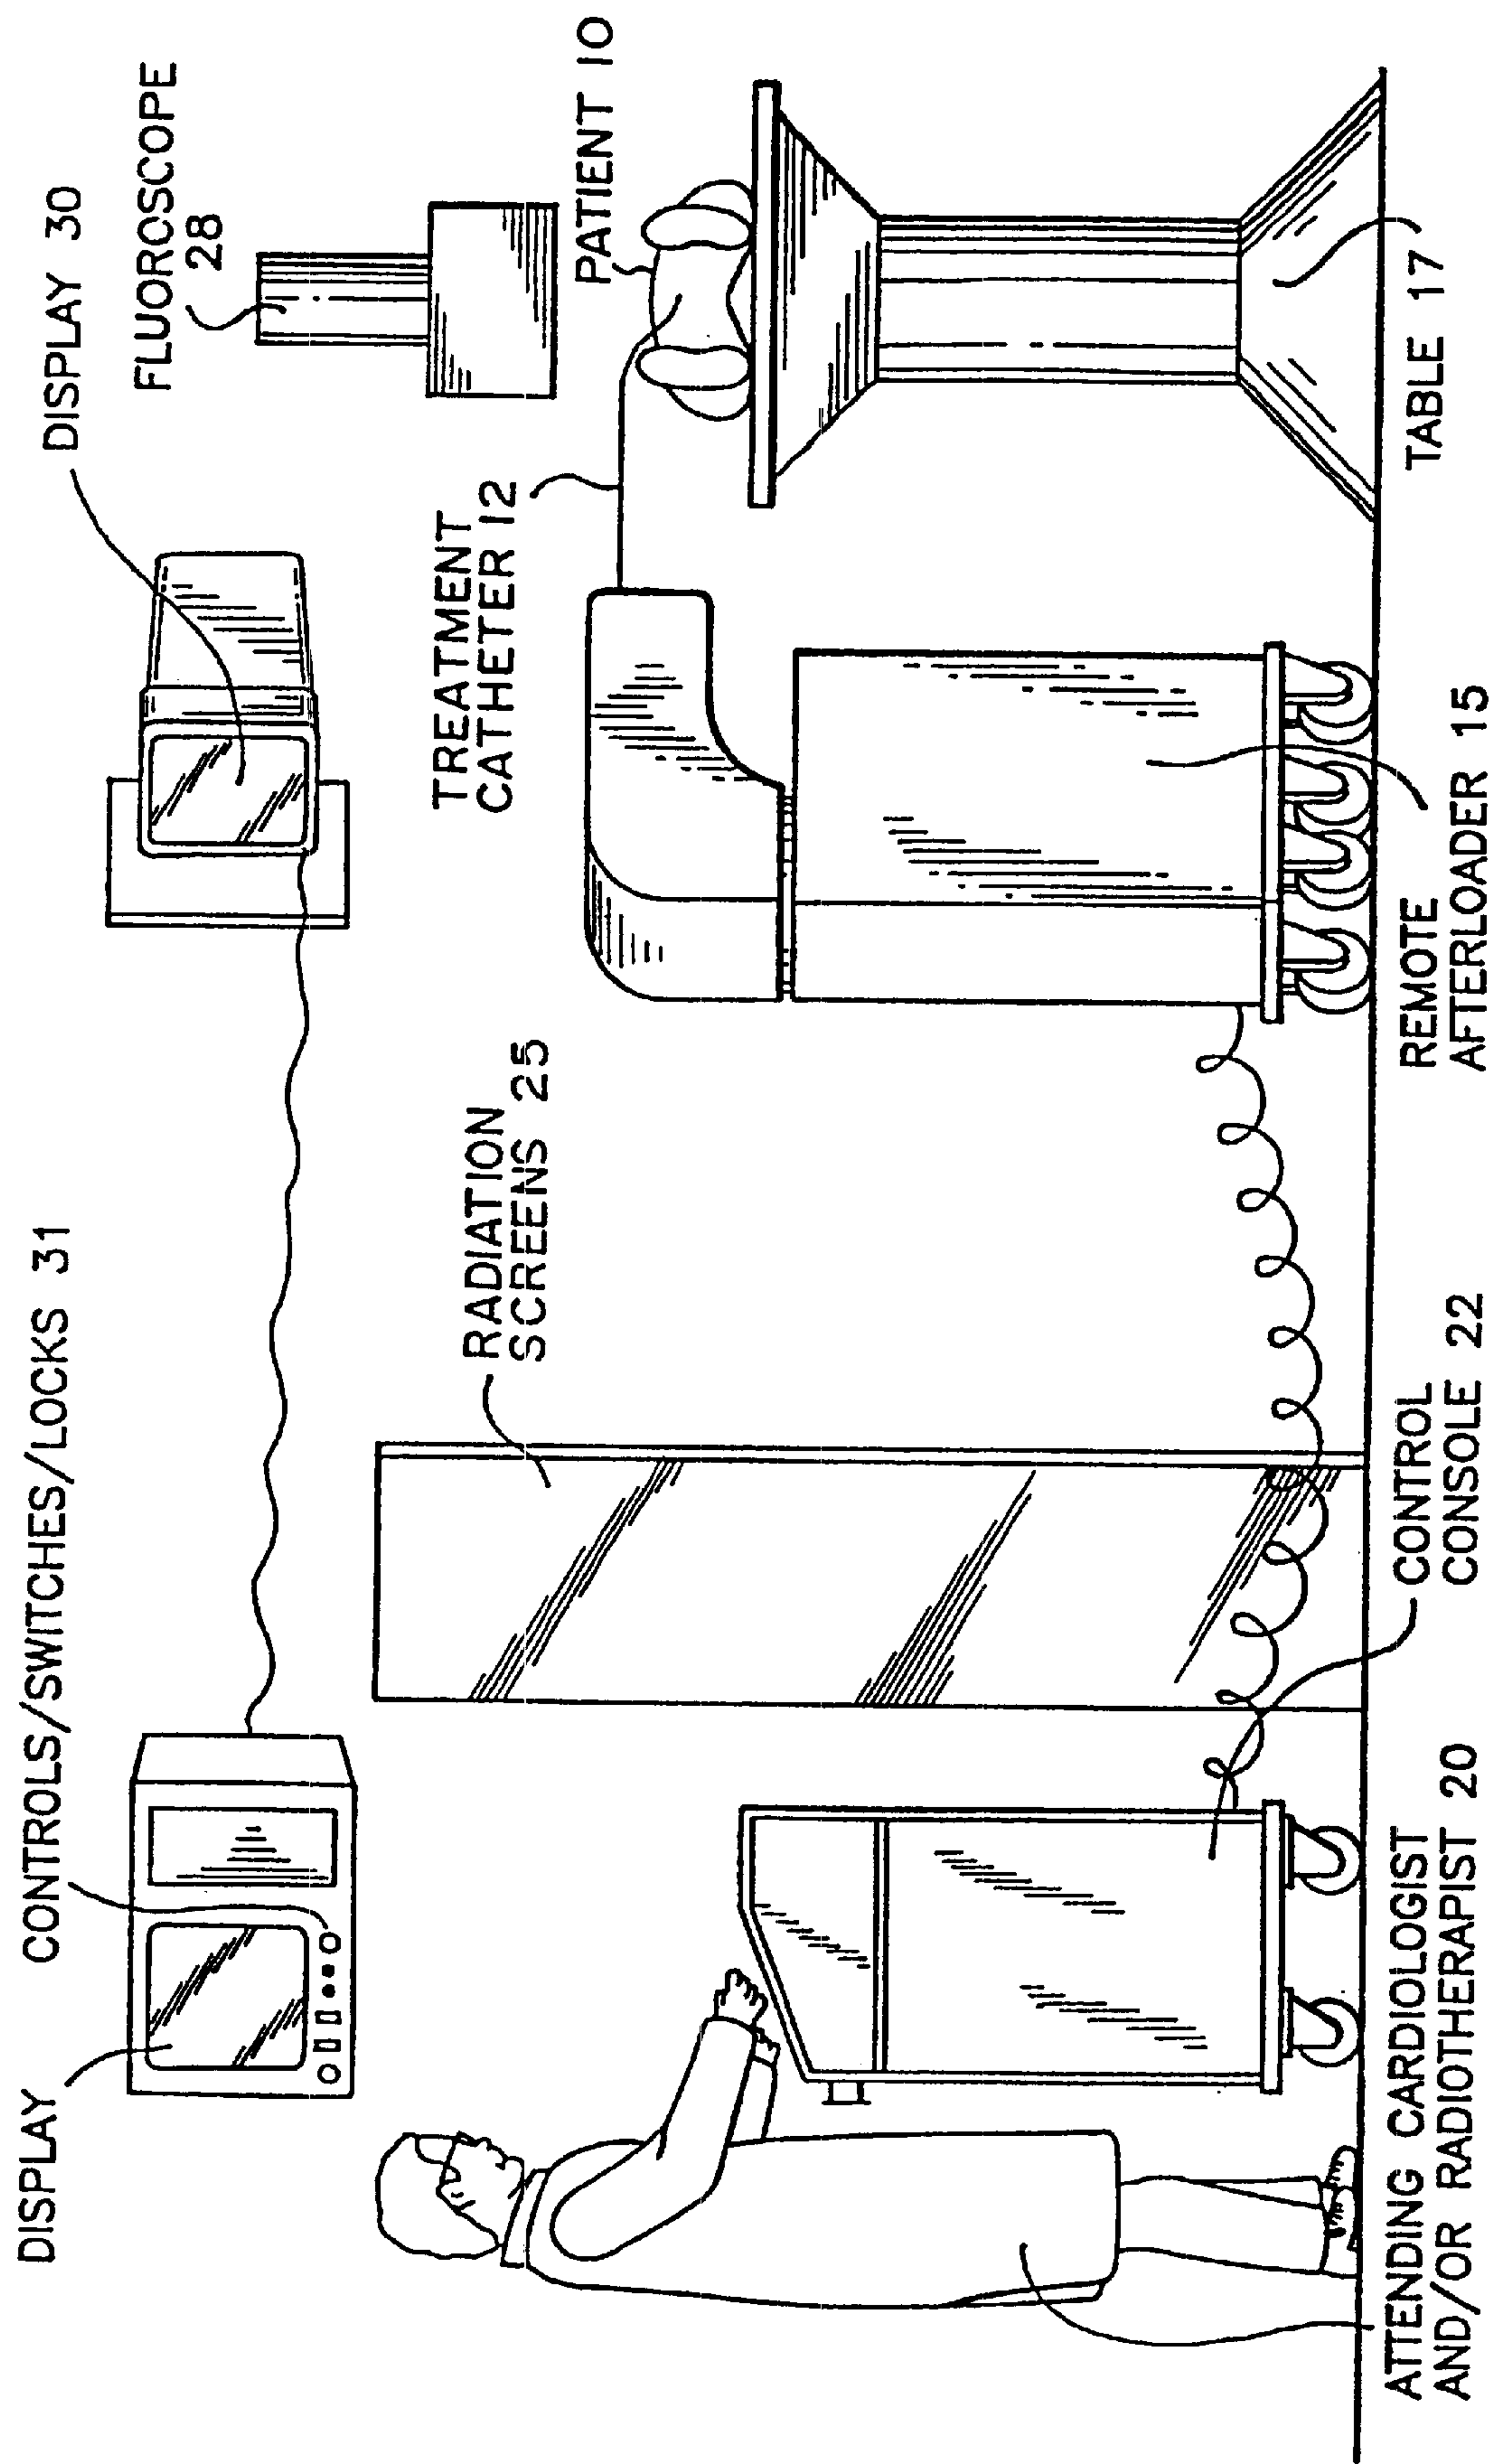 DISPLAY
CONTROLS/SWITCHES/LOCKS 31
DISPLAY 30
FLUOROSCOPE
28
RADIATION
SCREENS 25
TREATMENT
CATHETER 12
PATIENT 10
ATTENDING CARDIOLOGIST
AND/OR RADIOTHERAPIST 20
CONTROL
CONSOLE 22
REMOTE
AFTERLOADER 15
TABLE 17